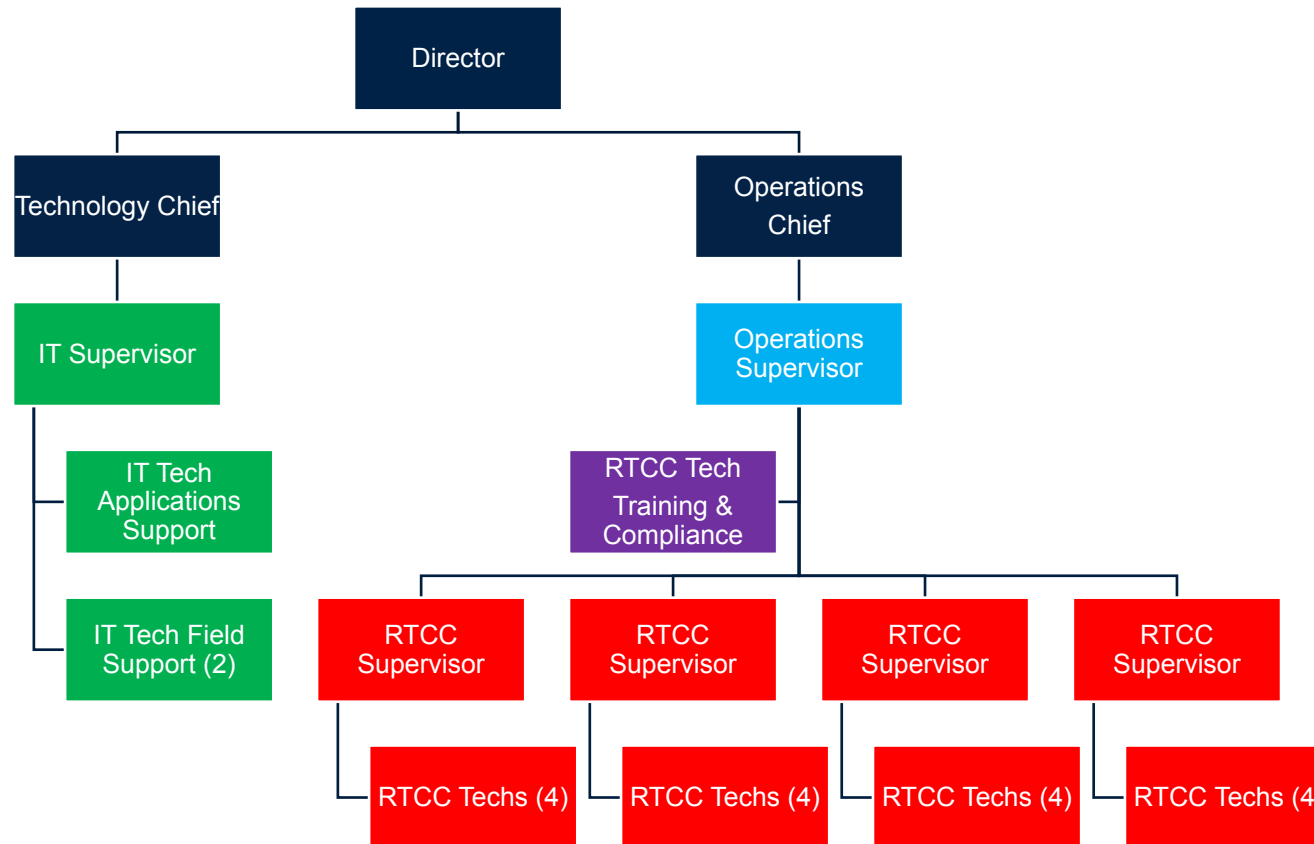 Director
Technology Chief
Operations
Chief
IT Supervisor
Operations
Supervisor
IT Tech
Applications
Support
RTCC Tech
Training &
Compliance
IT Tech Field
Support (2)
RTCC
Supervisor
RTCC
Supervisor
RTCC
Supervisor
RTCC
Supervisor
RTCC Techs (4)
RTCC Techs (4)
RTCC Techs (4)
RTCC Techs (4